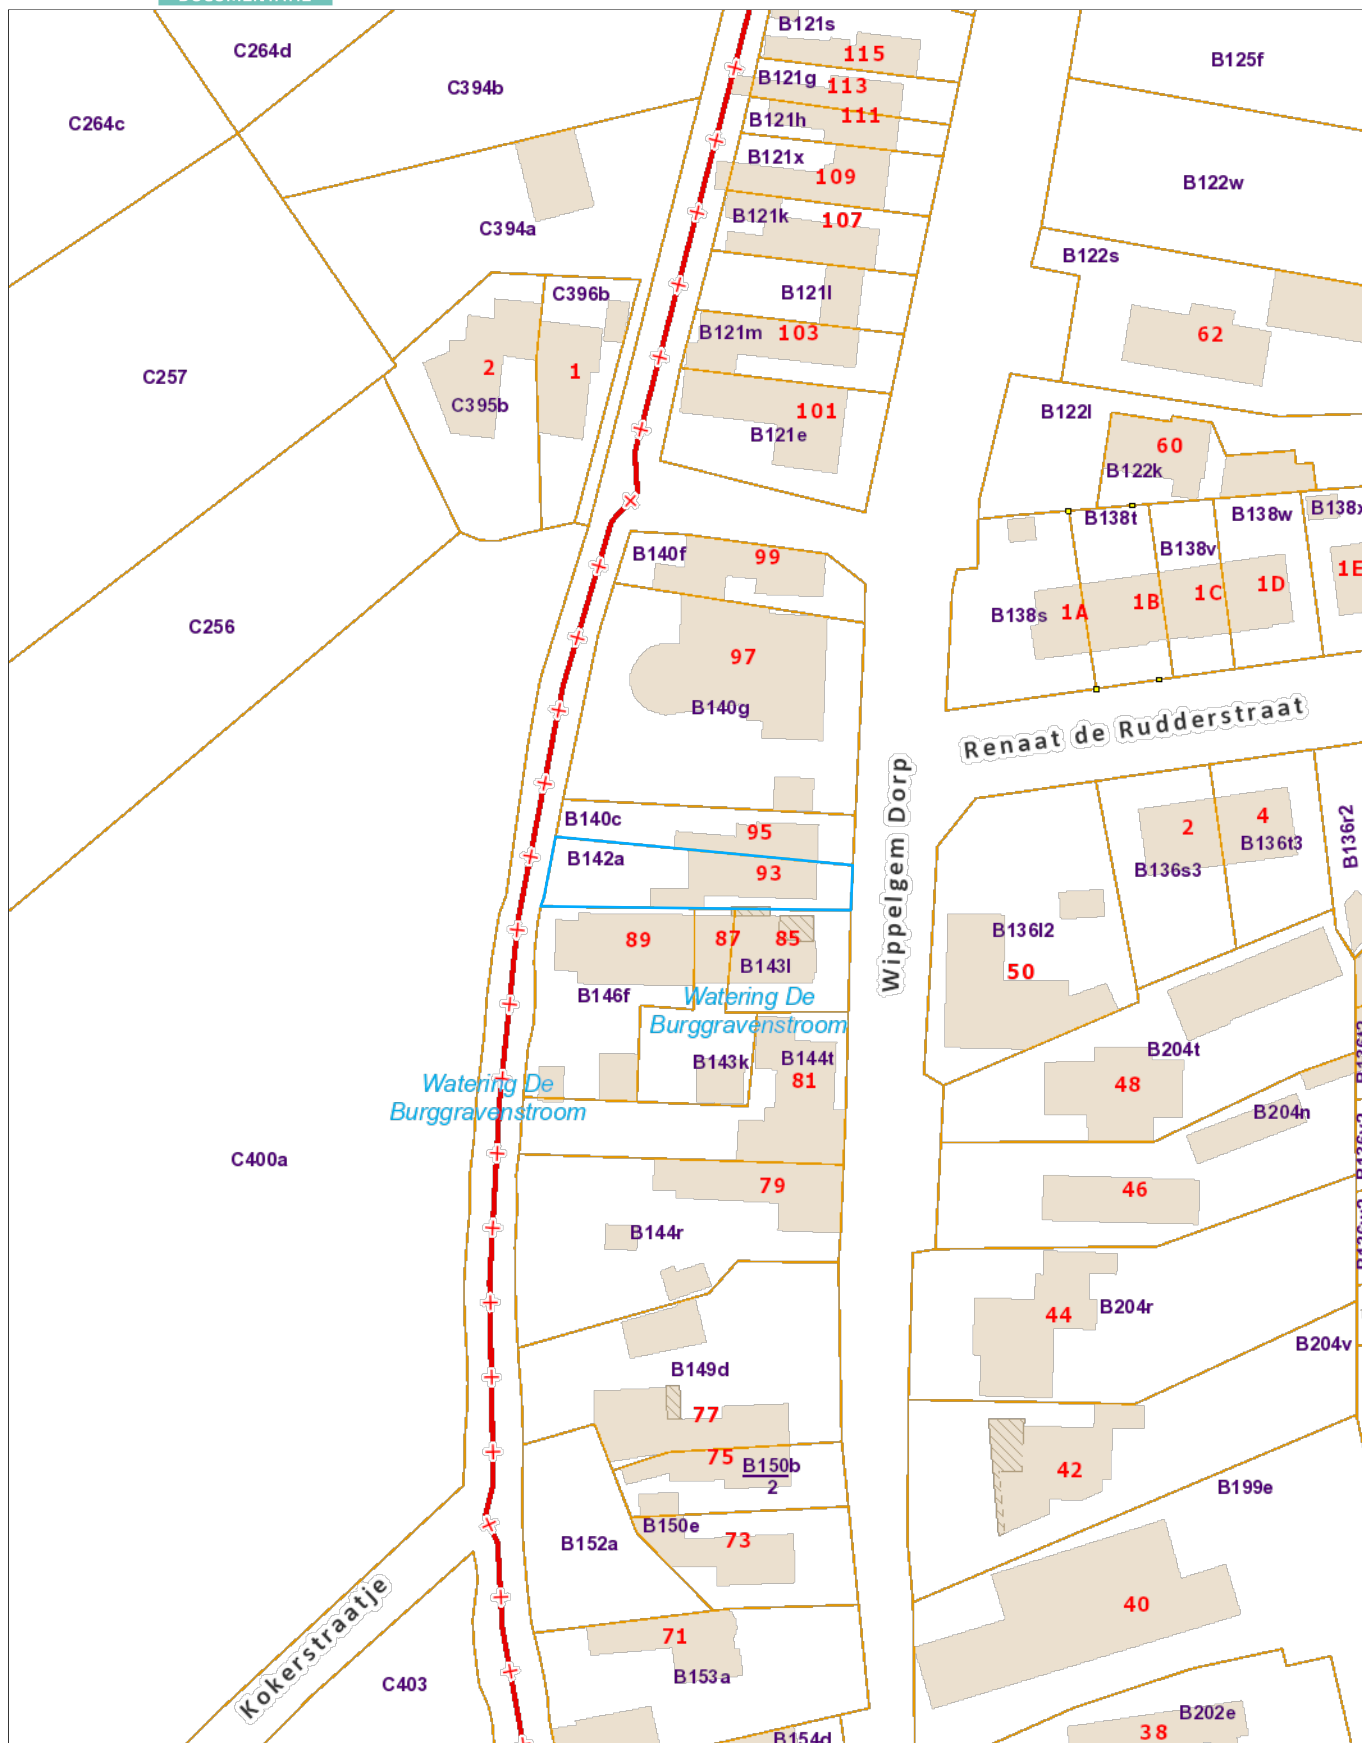 B121s
C264d
115
B125f
C394b
B121g
113
C264c
B121h
111
B121x
109
B122w
B121k
107
C394a
B122s
C396b
B121l
B121m
103
62
2
1
C257
C395b
101
B122l
B121e
60
B122k
B138t
B138w
B138x
B140f
99
B138v
1A
1B
1C
1D
1E
B138s
C256
97
B140g
Renaat de Rudderstraat
Wippelgem Dorp
B140c
95
B142a
93
2
4
B136s3
B136t3
B136r2
89
87
85
B136l2
B143l
50
B146f
Watering De
Burggravenstroom
B143k
B144t
81
B204t
48
Watering De
Burggravenstroom
B204n
C400a
79
46
B144r
44
B204r
B204v
B149d
77
75
B150b
2
42
B199e
B150e
73
B152a
40
Kokerstraatje
71
B153a
C403
B202e
38
B154d